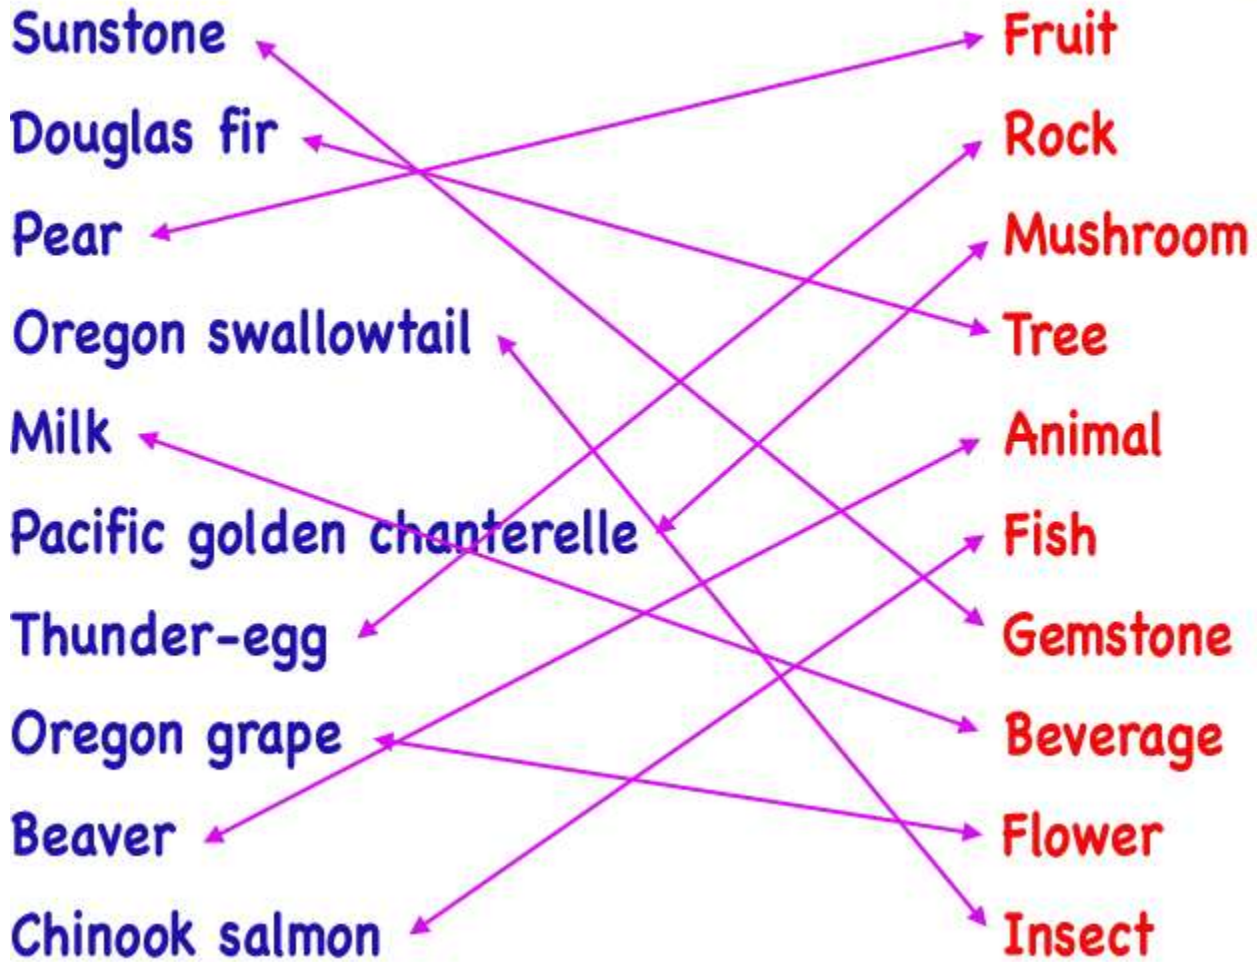 Sunstone
Douglas fir
Pear
Oregon swallowtail
Milk
Pacific golden chanterelle
Thunder-egg
Oregon grape
Beaver
Chinook salmon
Fruit
Rock
Mushroom
Tree
Animal
Fish
Gemstone
Beverage
Flower
Insect